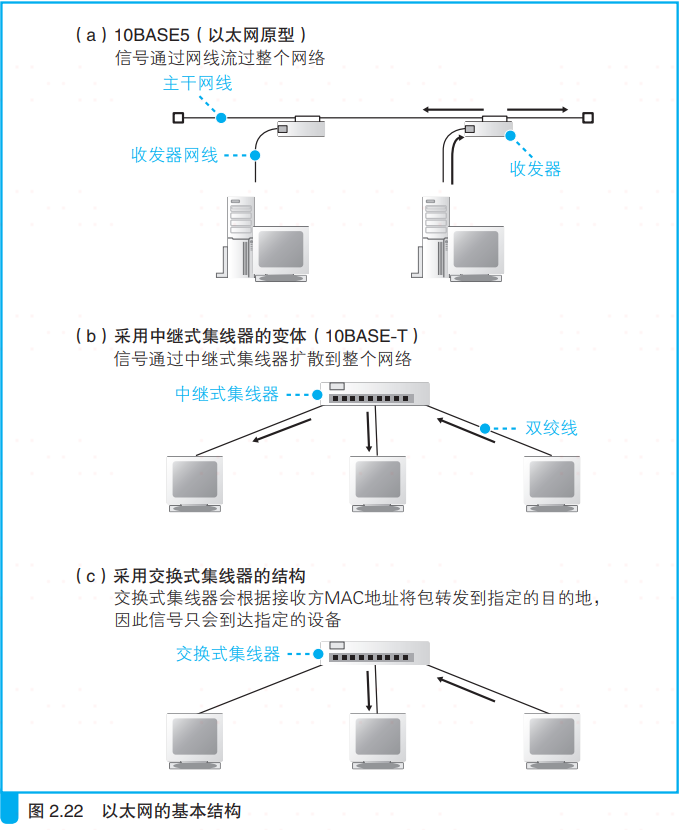 （a）10BASE5（以太网原型）
信号通过网线流过整个网络
主干网线
收发器网线
收发器
（b）采用中继式集线器的变体（10BASE-T）
信号通过中继式集线器扩散到整个网络
中继式集线器
双绞线
（c）采用交换式集线器的结构
交换式集线器会根据接收方MAC地址将包转发到指定的目的地，
因此信号只会到达指定的设备
交换式集线器
图 2.22 以太网的基本结构